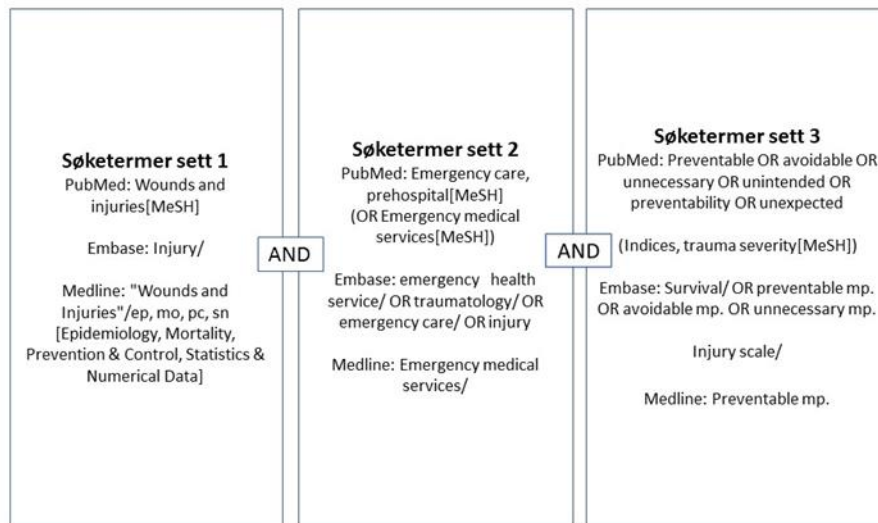 Søketermer sett 1
PubMed: Wounds and
injuries[MeSH]
Embase: Injury/
Medline: "Wounds and
Injuries"/ep, mo, pc, sn
[Epidemiology, Mortality,
Prevention & Control, Statistics &
Numerical Data]
AND
Søketermer sett 2
PubMed: Emergency care,
prehospital[MeSH]
(OR Emergency medical
services[MeSH])
Embase: emergency health
service/ OR traumatology/ OR
emergency care/ OR injury
Medline: Emergency medical
services/
AND
Søketermer sett 3
PubMed: Preventable OR avoidable OR
unnecessary OR unintended OR
preventability OR unexpected
(Indices, trauma severity[MeSH])
Embase: Survival/ OR preventable mp.
OR avoidable mp. OR unnecessary mp.
Injury scale/
Medline: Preventable mp.